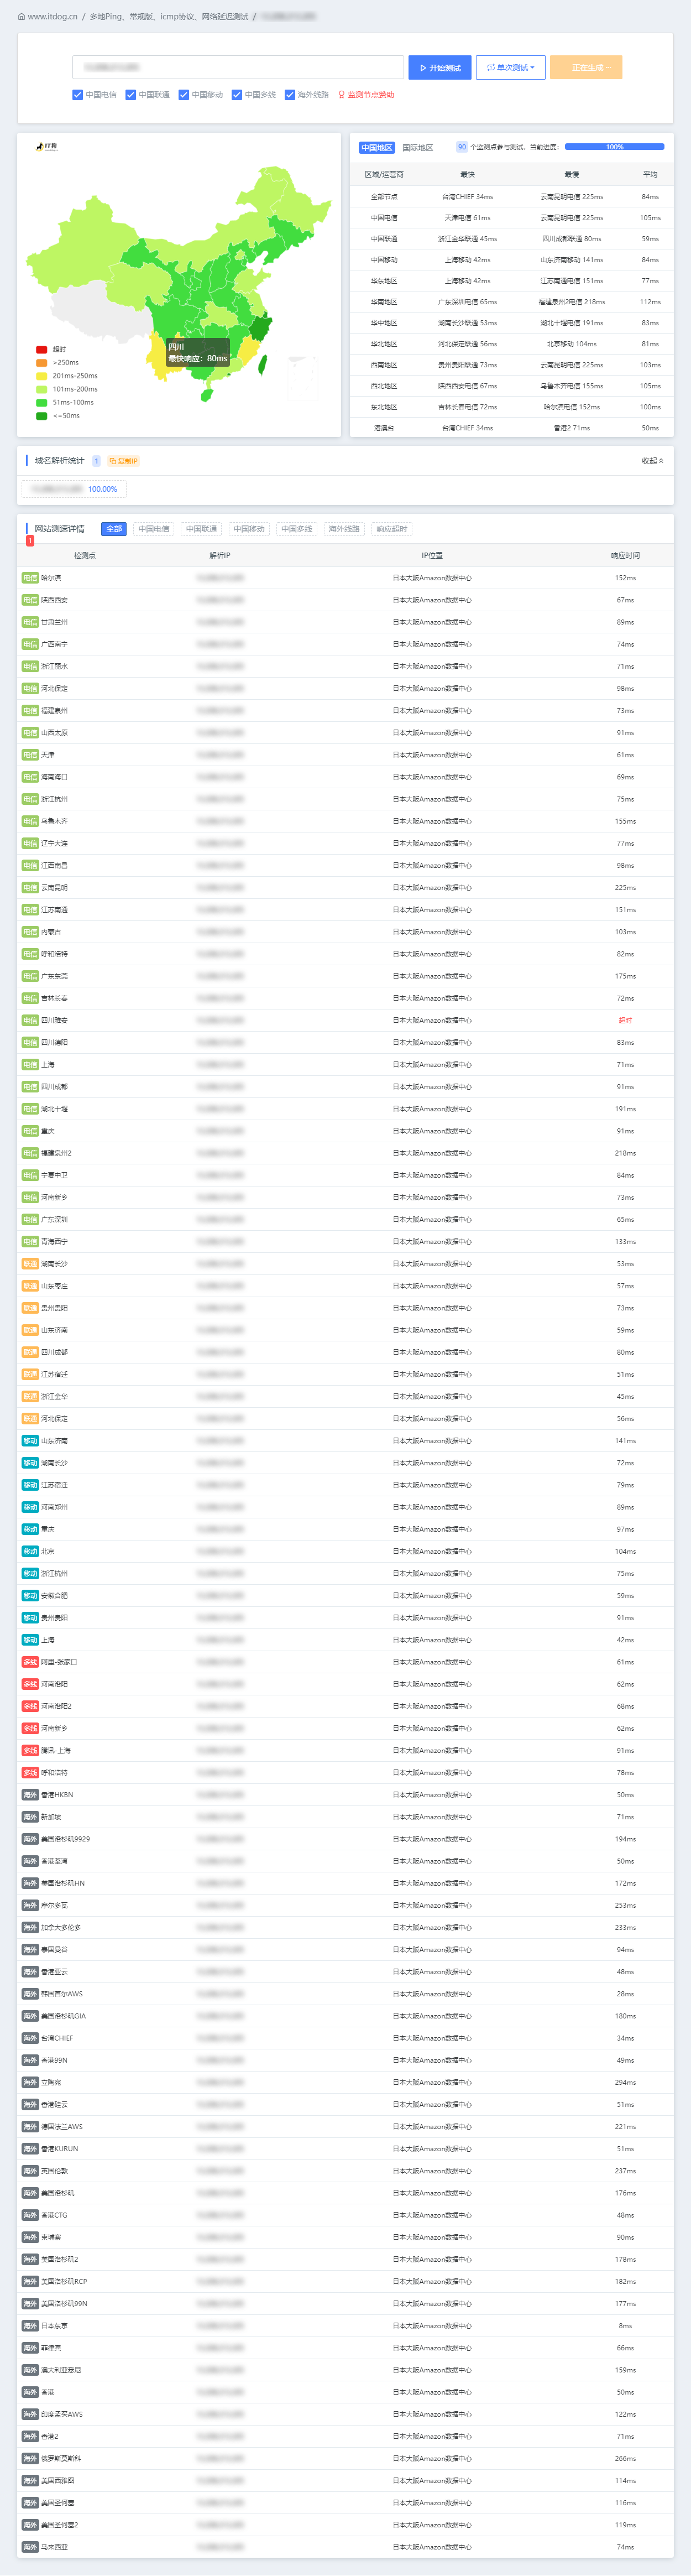 www.itdog.cn / 多地Ping、常规版、icmp协议、网络延迟测试 /
开始测试 单次测试 正在生成
中国电信 中国联通 中国移动 中国多线 海外线路 监测节点赞助
IT狗
中国地区 国际地区 90 个监测点参与测试，当前进度： 100%
区域/运营商 最快 最慢 平均
全部节点 台湾CHIEF 34ms 云南昆明电信 225ms 84ms
中国电信 天津电信 61ms 云南昆明电信 225ms 105ms
中国联通 浙江金华联通 45ms 四川成都联通 80ms 59ms
中国移动 上海移动 42ms 山东济南移动 141ms 84ms
华东地区 上海移动 42ms 江苏南通电信 151ms 77ms
华南地区 广东深圳电信 65ms 福建泉州2电信 218ms 112ms
华中地区 湖南长沙联通 53ms 湖北十堰电信 191ms 83ms
华北地区 河北保定联通 56ms 北京移动 104ms 81ms
西南地区 贵州贵阳联通 73ms 云南昆明电信 225ms 103ms
西北地区 陕西西安电信 67ms 乌鲁木齐电信 155ms 105ms
东北地区 吉林长春电信 72ms 哈尔滨电信 152ms 100ms
港澳台 台湾CHIEF 34ms 香港2 71ms 50ms
四川
最快响应：80ms
超时
>250ms
201ms-250ms
101ms-200ms
51ms-100ms
<=50ms
域名解析统计 1 复制IP 收起
100.00%
网站测速详情 全部 中国电信 中国联通 中国移动 中国多线 海外线路 响应超时
1
检测点 解析IP IP位置 响应时间
电信 哈尔滨 日本大阪Amazon数据中心 152ms
电信 陕西西安 日本大阪Amazon数据中心 67ms
电信 甘肃兰州 日本大阪Amazon数据中心 89ms
电信 广西南宁 日本大阪Amazon数据中心 74ms
电信 浙江丽水 日本大阪Amazon数据中心 71ms
电信 河北保定 日本大阪Amazon数据中心 98ms
电信 福建泉州 日本大阪Amazon数据中心 73ms
电信 山西太原 日本大阪Amazon数据中心 91ms
电信 天津 日本大阪Amazon数据中心 61ms
电信 海南海口 日本大阪Amazon数据中心 69ms
电信 浙江杭州 日本大阪Amazon数据中心 75ms
电信 乌鲁木齐 日本大阪Amazon数据中心 155ms
电信 辽宁大连 日本大阪Amazon数据中心 77ms
电信 江西南昌 日本大阪Amazon数据中心 98ms
电信 云南昆明 日本大阪Amazon数据中心 225ms
电信 江苏南通 日本大阪Amazon数据中心 151ms
电信 内蒙古 日本大阪Amazon数据中心 103ms
电信 呼和浩特 日本大阪Amazon数据中心 82ms
电信 广东东莞 日本大阪Amazon数据中心 175ms
电信 吉林长春 日本大阪Amazon数据中心 72ms
电信 四川雅安 日本大阪Amazon数据中心 超时
电信 四川德阳 日本大阪Amazon数据中心 83ms
电信 上海 日本大阪Amazon数据中心 71ms
电信 四川成都 日本大阪Amazon数据中心 91ms
电信 湖北十堰 日本大阪Amazon数据中心 191ms
电信 重庆 日本大阪Amazon数据中心 91ms
电信 福建泉州2 日本大阪Amazon数据中心 218ms
电信 宁夏中卫 日本大阪Amazon数据中心 84ms
电信 河南新乡 日本大阪Amazon数据中心 73ms
电信 广东深圳 日本大阪Amazon数据中心 65ms
电信 青海西宁 日本大阪Amazon数据中心 133ms
联通 湖南长沙 日本大阪Amazon数据中心 53ms
联通 山东枣庄 日本大阪Amazon数据中心 57ms
联通 贵州贵阳 日本大阪Amazon数据中心 73ms
联通 山东济南 日本大阪Amazon数据中心 59ms
联通 四川成都 日本大阪Amazon数据中心 80ms
联通 江苏宿迁 日本大阪Amazon数据中心 51ms
联通 浙江金华 日本大阪Amazon数据中心 45ms
联通 河北保定 日本大阪Amazon数据中心 56ms
移动 山东济南 日本大阪Amazon数据中心 141ms
移动 湖南长沙 日本大阪Amazon数据中心 72ms
移动 江苏宿迁 日本大阪Amazon数据中心 79ms
移动 河南郑州 日本大阪Amazon数据中心 89ms
移动 重庆 日本大阪Amazon数据中心 97ms
移动 北京 日本大阪Amazon数据中心 104ms
移动 浙江杭州 日本大阪Amazon数据中心 75ms
移动 安徽合肥 日本大阪Amazon数据中心 59ms
移动 贵州贵阳 日本大阪Amazon数据中心 91ms
移动 上海 日本大阪Amazon数据中心 42ms
多线 阿里-张家口 日本大阪Amazon数据中心 61ms
多线 河南洛阳 日本大阪Amazon数据中心 62ms
多线 河南洛阳2 日本大阪Amazon数据中心 68ms
多线 河南新乡 日本大阪Amazon数据中心 62ms
多线 腾讯-上海 日本大阪Amazon数据中心 91ms
多线 呼和浩特 日本大阪Amazon数据中心 78ms
海外 香港HKBN 日本大阪Amazon数据中心 50ms
海外 新加坡 日本大阪Amazon数据中心 71ms
海外 美国洛杉矶9929 日本大阪Amazon数据中心 194ms
海外 香港荃湾 日本大阪Amazon数据中心 50ms
海外 美国洛杉矶HN 日本大阪Amazon数据中心 172ms
海外 摩尔多瓦 日本大阪Amazon数据中心 253ms
海外 加拿大多伦多 日本大阪Amazon数据中心 233ms
海外 泰国曼谷 日本大阪Amazon数据中心 94ms
海外 香港亚云 日本大阪Amazon数据中心 48ms
海外 韩国首尔AWS 日本大阪Amazon数据中心 28ms
海外 美国洛杉矶GIA 日本大阪Amazon数据中心 180ms
海外 台湾CHIEF 日本大阪Amazon数据中心 34ms
海外 香港99N 日本大阪Amazon数据中心 49ms
海外 立陶宛 日本大阪Amazon数据中心 294ms
海外 香港硅云 日本大阪Amazon数据中心 51ms
海外 德国法兰AWS 日本大阪Amazon数据中心 221ms
海外 香港KURUN 日本大阪Amazon数据中心 51ms
海外 英国伦敦 日本大阪Amazon数据中心 237ms
海外 美国洛杉矶 日本大阪Amazon数据中心 176ms
海外 香港CTG 日本大阪Amazon数据中心 48ms
海外 柬埔寨 日本大阪Amazon数据中心 90ms
海外 美国洛杉矶2 日本大阪Amazon数据中心 178ms
海外 美国洛杉矶RCP 日本大阪Amazon数据中心 182ms
海外 美国洛杉矶99N 日本大阪Amazon数据中心 177ms
海外 日本东京 日本大阪Amazon数据中心 8ms
海外 菲律宾 日本大阪Amazon数据中心 66ms
海外 澳大利亚悉尼 日本大阪Amazon数据中心 159ms
海外 香港 日本大阪Amazon数据中心 50ms
海外 印度孟买AWS 日本大阪Amazon数据中心 122ms
海外 香港2 日本大阪Amazon数据中心 71ms
海外 俄罗斯莫斯科 日本大阪Amazon数据中心 266ms
海外 美国西雅图 日本大阪Amazon数据中心 114ms
海外 美国圣何塞 日本大阪Amazon数据中心 116ms
海外 美国圣何塞2 日本大阪Amazon数据中心 119ms
海外 马来西亚 日本大阪Amazon数据中心 74ms